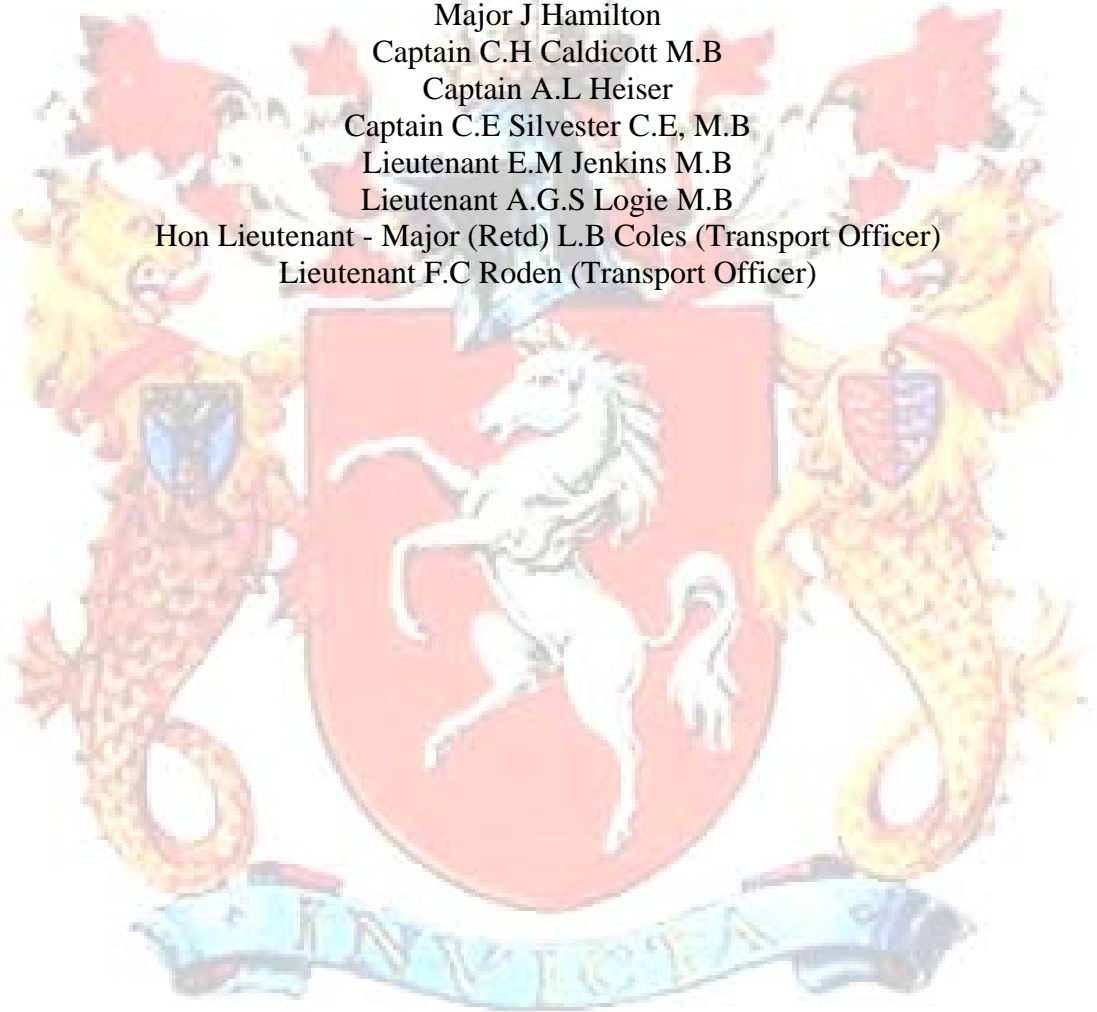 Major J Hamilton
Captain C.H Caldicott M.B
Captain A.L Heiser
Captain C.E Silvester C.E, M.B
Lieutenant E.M Jenkins M.B
Lieutenant A.G.S Logie M.B
Hon Lieutenant - Major (Retd) L.B Coles (Transport Officer)
Lieutenant F.C Roden (Transport Officer)
INVICTA